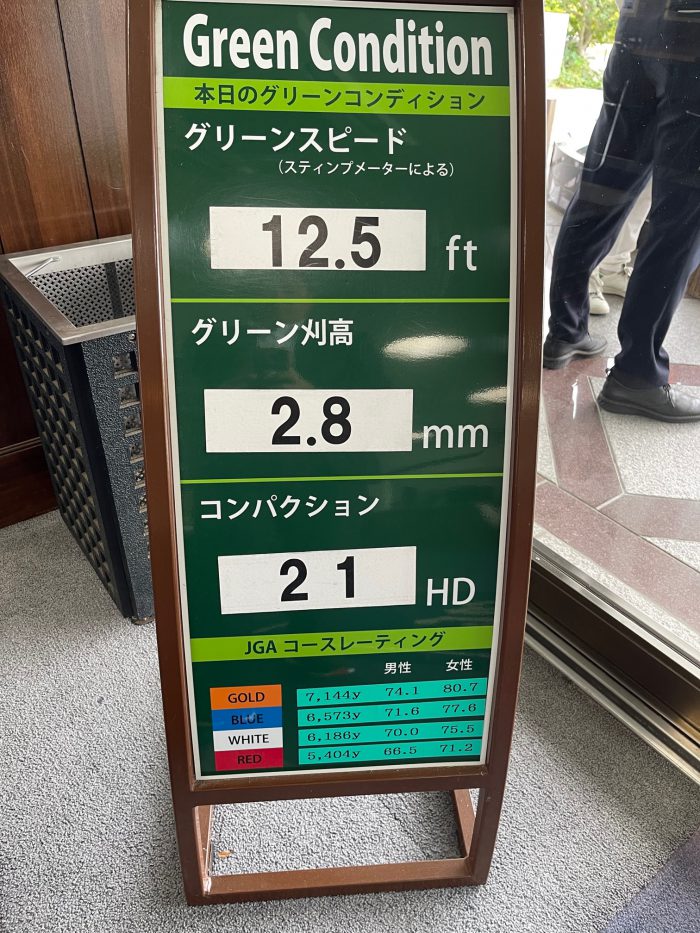 Green Condition
本日のグリーンコンディション
グリーンスピード
(スティンプメーターによる)
12.5 ft
グリーン刈高
2.8 mm
コンパクション
21 HD
JGA コースレーティング
男性 女性
GOLD 7,144y 74.1 80.7
BLUE 6,573y 71.6 77.6
WHITE 6,186y 70.0 75.5
RED 5,404y 66.5 71.2